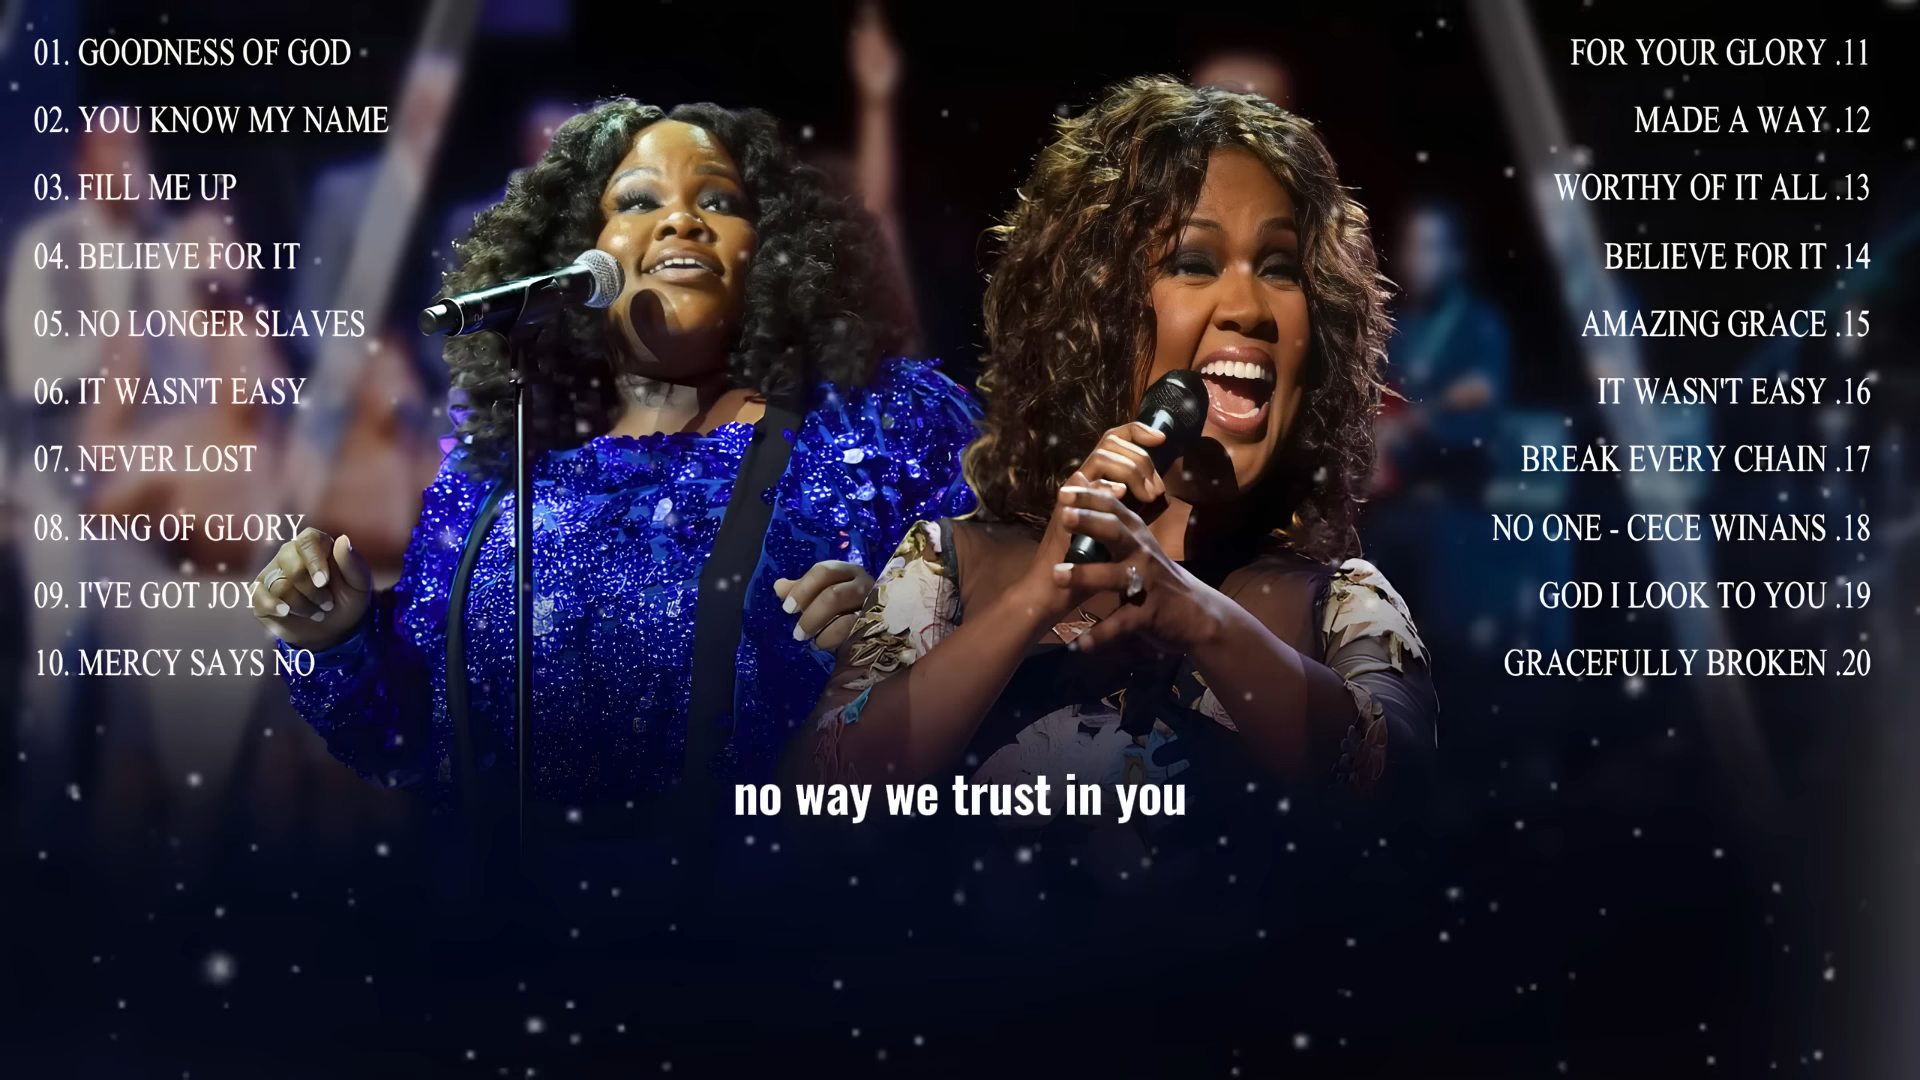 01. GOODNESS OF GOD
02. YOU KNOW MY NAME
03. FILL ME UP
04. BELIEVE FOR IT
05. NO LONGER SLAVES
06. IT WASN'T EASY
07. NEVER LOST
08. KING OF GLORY
09. I'VE GOT JOY
10. MERCY SAYS NO
FOR YOUR GLORY .11
MADE A WAY .12
WORTHY OF IT ALL .13
BELIEVE FOR IT .14
AMAZING GRACE .15
IT WASN'T EASY .16
BREAK EVERY CHAIN .17
NO ONE - CECE WINANS .18
GOD I LOOK TO YOU .19
GRACEFULLY BROKEN .20
no way we trust in you